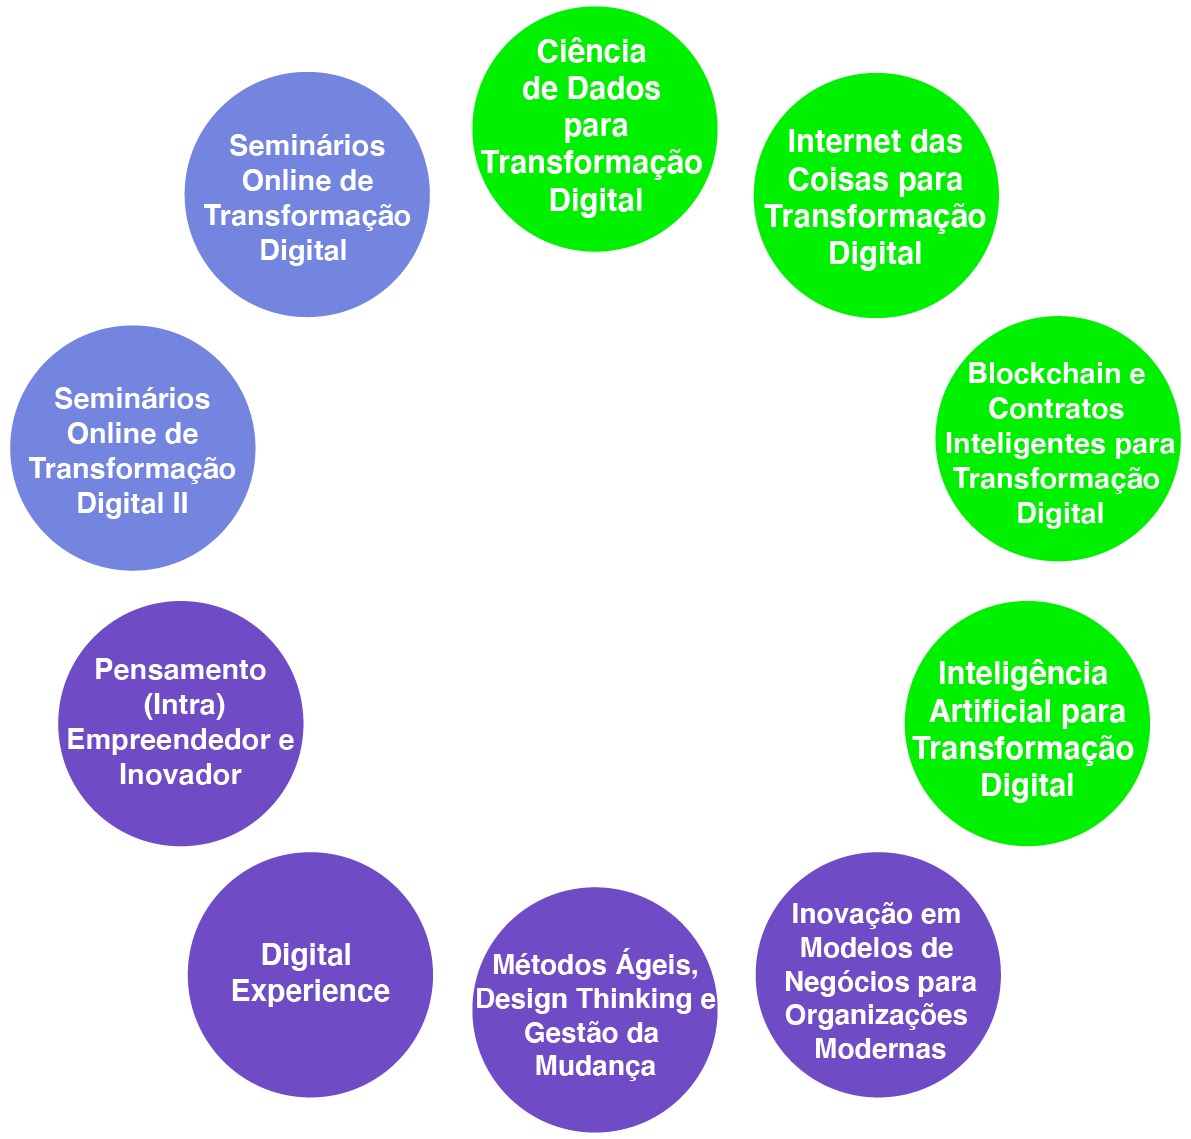 Ciência
de Dados
para
Transformação
Digital
Internet das
Coisas para
Transformação
Digital
Blockchain e
Contratos
Inteligentes para
Transformação
Digital
Inteligência
Artificial para
Transformação
Digital
Inovação em
Modelos de
Negócios para
Organizações
Modernas
Métodos Ágeis,
Design Thinking e
Gestão da
Mudança
Digital
Experience
Pensamento
(Intra)
Empreendedor e
Inovador
Seminários
Online de
Transformação
Digital II
Seminários
Online de
Transformação
Digital